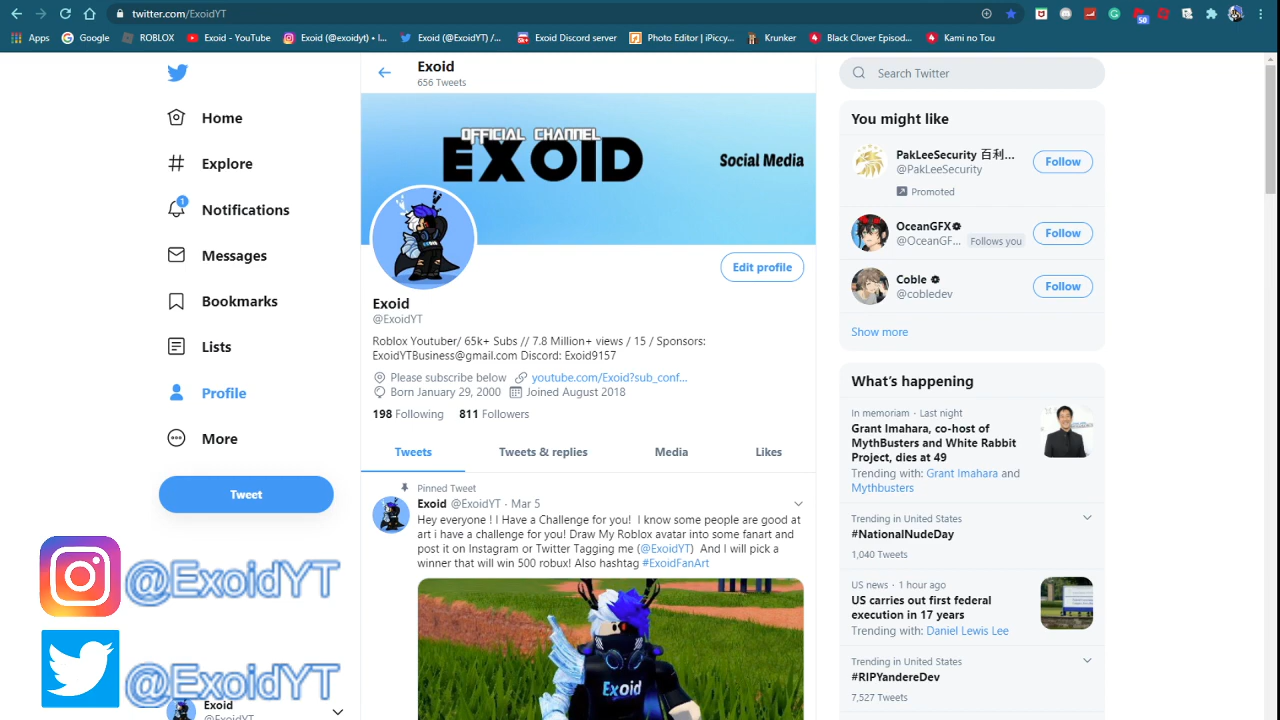 twitter.com/ExoidYT
50
Apps
Google
ROBLOX
Exoid - YouTube
Exoid (@exoidyt) • I...
Exoid (@ExoidYT) /...
Exoid Discord server
Photo Editor | iPiccy...
Krunker
Black Clover Episod...
Kami no Tou
Home
Explore
1
Notifications
Messages
Bookmarks
Lists
Profile
More
Tweet
@ExoidYT
@ExoidYT
Exoid
@ExoidYT
Exoid
656 Tweets
OFFICIAL CHANNEL
EXOID
Social Media
Edit profile
Exoid
@ExoidYT
Roblox Youtuber/ 65k+ Subs // 7.8 Million+ views / 15 / Sponsors:
ExoidYTBusiness@gmail.com Discord: Exoid9157
Please subscribe below youtube.com/Exoid?sub_conf...
Born January 29, 2000 Joined August 2018
198 Following 811 Followers
Tweets Tweets & replies Media Likes
Pinned Tweet
Exoid @ExoidYT · Mar 5
Hey everyone ! I Have a Challenge for you! I know some people are good at
art i have a challenge for you! Draw My Roblox avatar into some fanart and
post it on Instagram or Twitter Tagging me (@ExoidYT) And I will pick a
winner that will win 500 robux! Also hashtag #ExoidFanArt
Exoid
Search Twitter
You might like
PakLeeSecurity 百利...
@PakLeeSecurity
Promoted
Follow
OceanGFX
@OceanGF... Follows you
Follow
Coble
@cobledev
Follow
Show more
What's happening
In memoriam · Last night
Grant Imahara, co-host of
MythBusters and White Rabbit
Project, dies at 49
Trending with: Grant Imahara and
Mythbusters
Trending in United States
#NationalNudeDay
1,040 Tweets
US news · 1 hour ago
US carries out first federal
execution in 17 years
Trending with: Daniel Lewis Lee
Trending in United States
#RIPYandereDev
7,527 Tweets